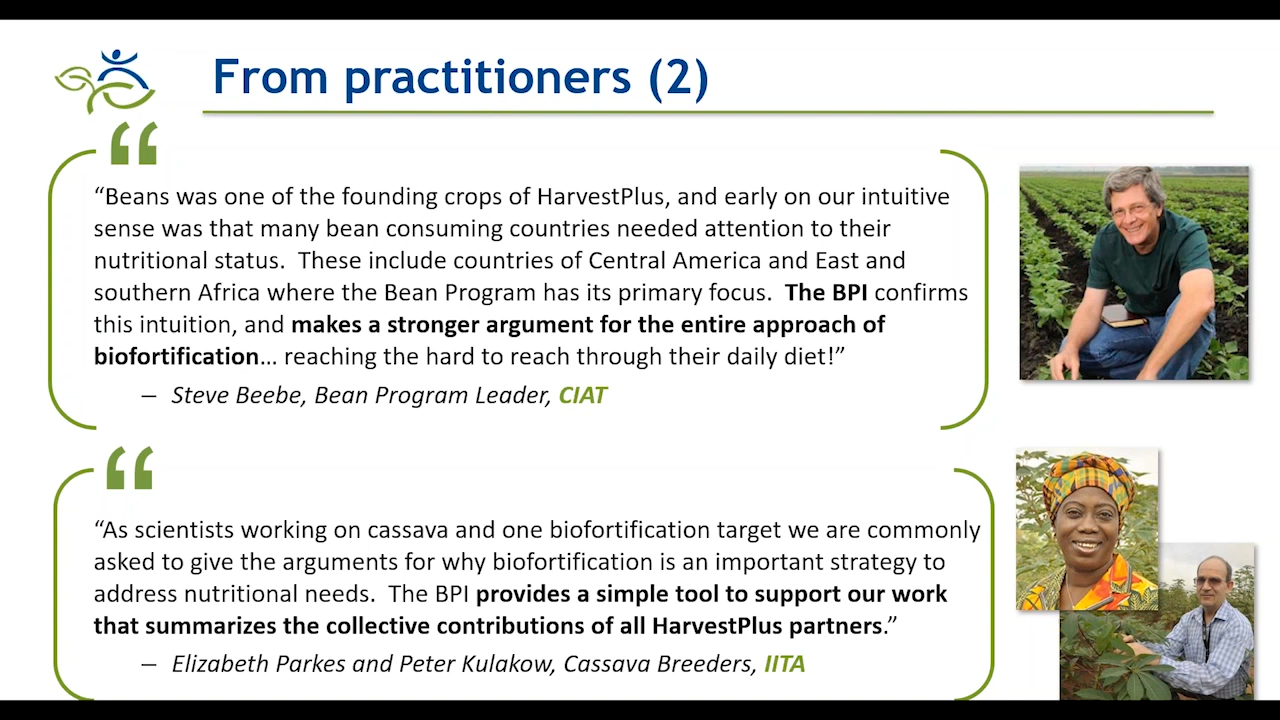 From practitioners (2)
“Beans was one of the founding crops of HarvestPlus, and early on our intuitive
sense was that many bean consuming countries needed attention to their
nutritional status.  These include countries of Central America and East and
southern Africa where the Bean Program has its primary focus.  The BPI confirms
this intuition, and makes a stronger argument for the entire approach of
biofortification… reaching the hard to reach through their daily diet!”
– Steve Beebe, Bean Program Leader, CIAT
“As scientists working on cassava and one biofortification target we are commonly
asked to give the arguments for why biofortification is an important strategy to
address nutritional needs.  The BPI provides a simple tool to support our work
that summarizes the collective contributions of all HarvestPlus partners.”
– Elizabeth Parkes and Peter Kulakow, Cassava Breeders, IITA